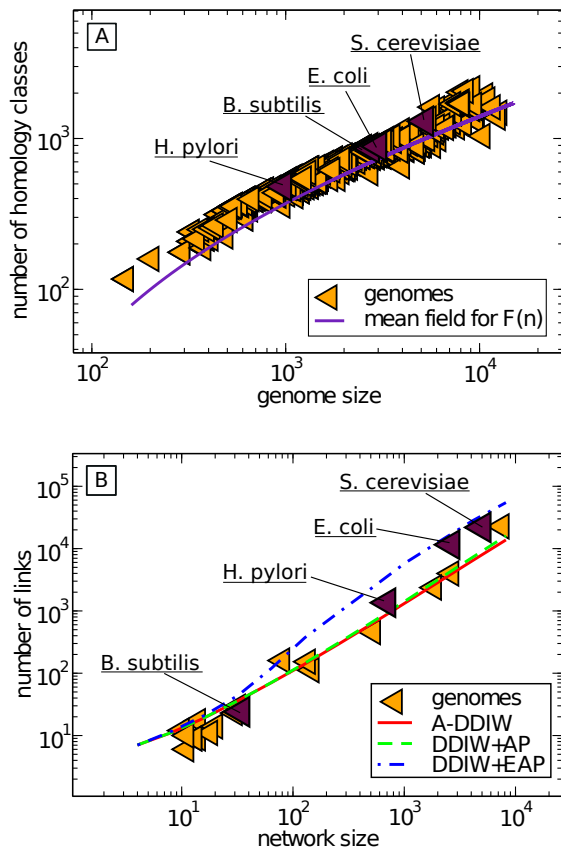 A
S. cerevisiae
E. coli
B. subtilis
H. pylori
number of homology classes
10^3
10^2
genomes
mean field for F(n)
10^2
10^3
10^4
genome size
B
S. cerevisiae
E. coli
H. pylori
B. subtilis
number of links
10^5
10^4
10^3
10^2
10^1
genomes
A-DDIW
DDIW+AP
DDIW+EAP
10^1
10^2
10^3
10^4
network size